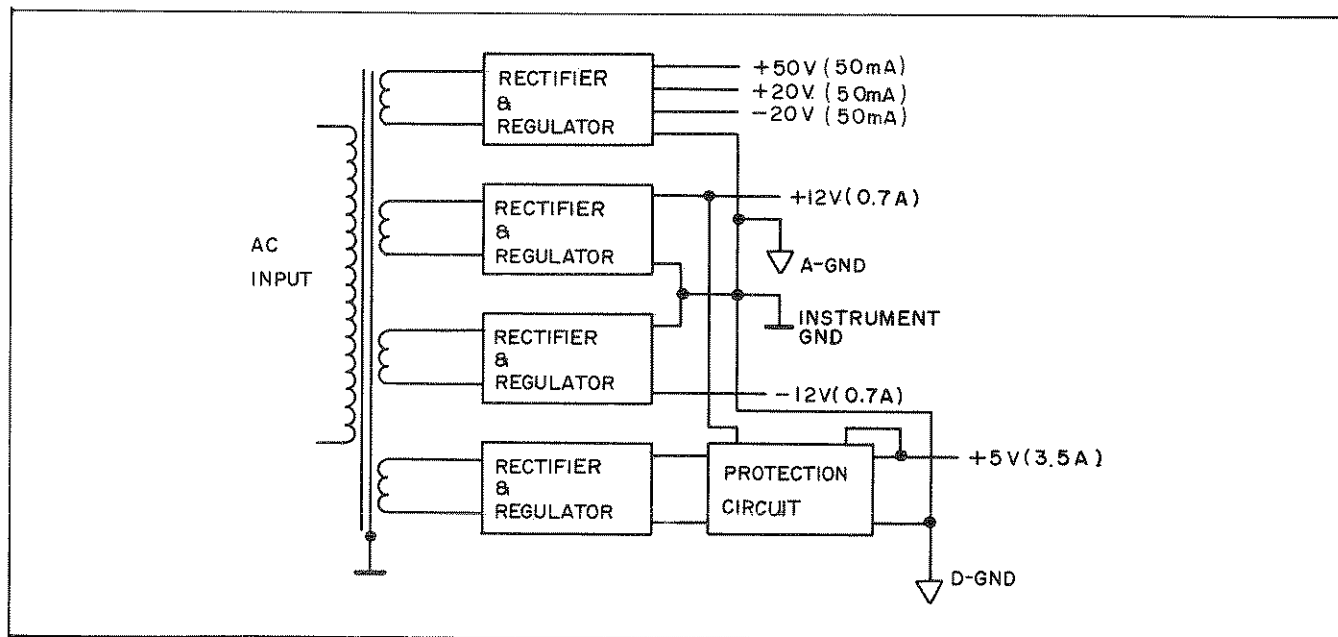 RECTIFIER
&
REGULATOR
+50V (50mA)
+20V (50mA)
-20V (50mA)
RECTIFIER
&
REGULATOR
+12V(0.7A)
AC
INPUT
A-GND
RECTIFIER
&
REGULATOR
INSTRUMENT
GND
-12V(0.7A)
RECTIFIER
&
REGULATOR
PROTECTION
CIRCUIT
+5V(3.5A)
D-GND